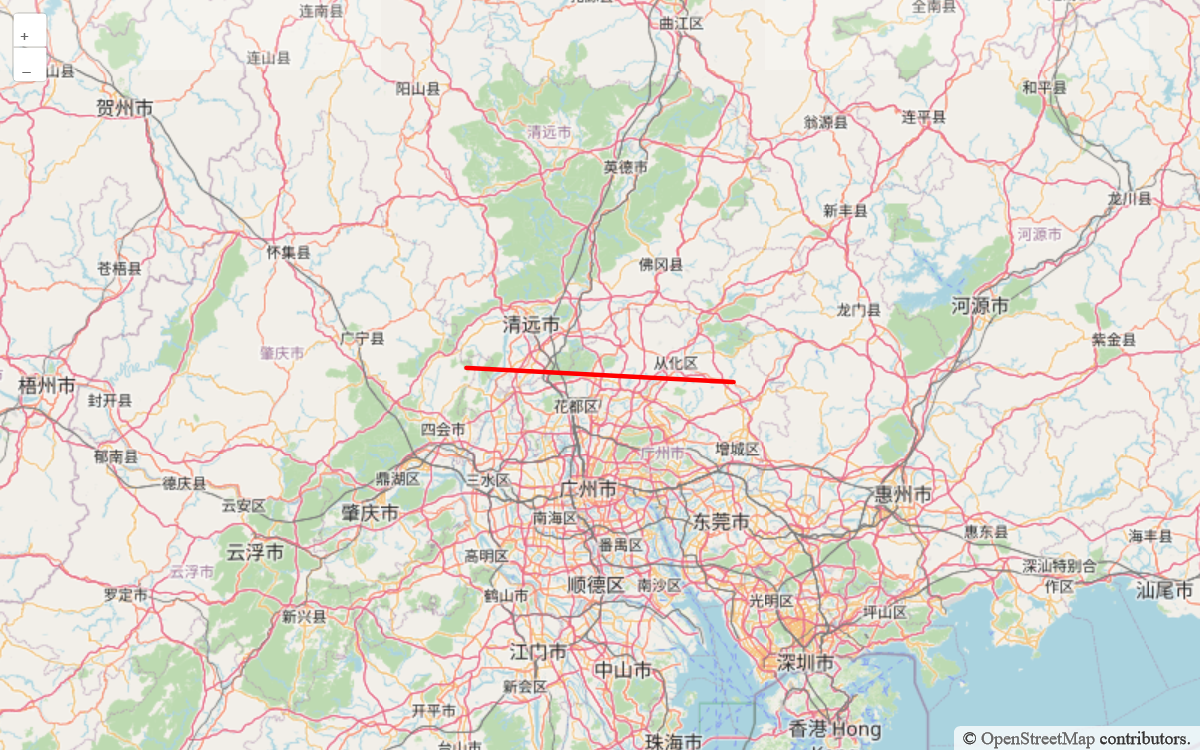 连南县
全南县
曲江区
+
连山县
–
山县
阳山县
和平县
贺州市
翁源县
连平县
清远市
英德市
龙川县
新丰县
河源市
怀集县
佛冈县
苍梧县
河源市
龙门县
清远市
广宁县
紫金县
肇庆市
从化区
梧州市
封开县
花都区
四会市
增城区
广州市
郁南县
鼎湖区
三水区
德庆县
广州市
惠州市
云安区
肇庆市
南海区
东莞市
惠东县
海丰县
番禺区
云浮市
高明区
深汕特别合
作区
云浮市
顺德区
南沙区
汕尾市
罗定市
鹤山市
光明区
坪山区
新兴县
江门市
深圳市
中山市
新会区
开平市
香港 Hong
珠海市
台山市
© OpenStreetMap contributors.